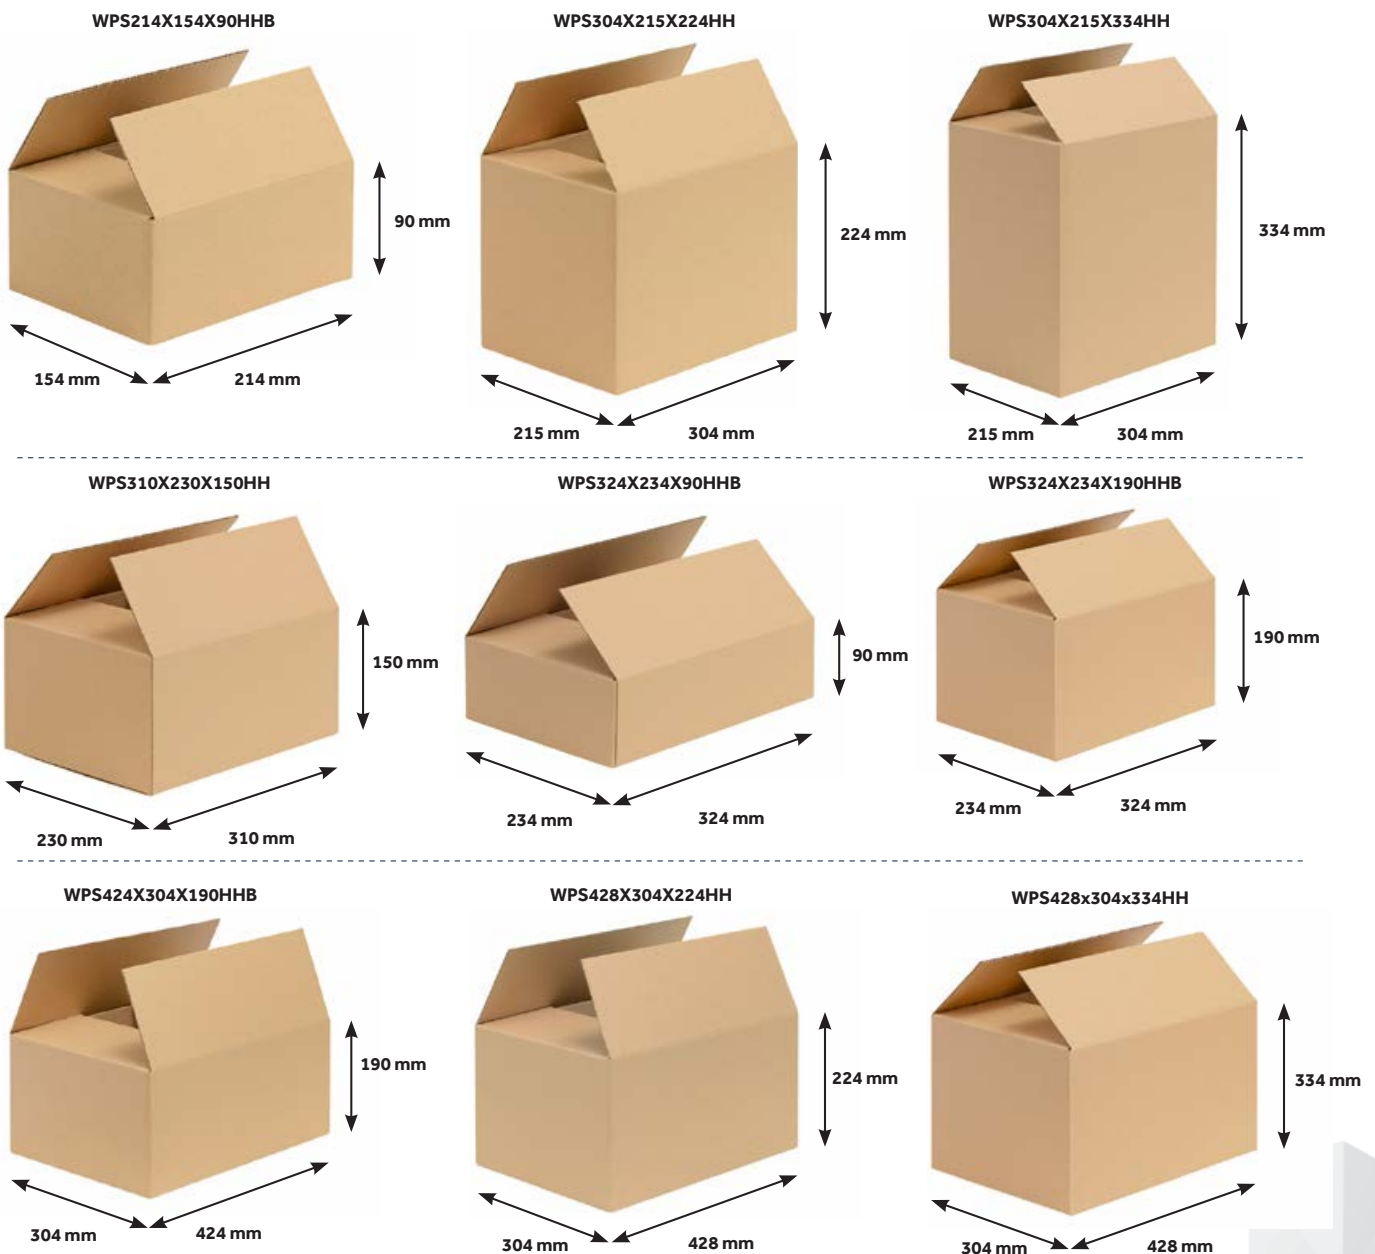 WPS214X154X90HHB
WPS304X215X224HH
WPS304X215X334HH
90 mm
224 mm
334 mm
154 mm
214 mm
215 mm
304 mm
215 mm
304 mm
WPS310X230X150HH
WPS324X234X90HHB
WPS324X234X190HHB
150 mm
90 mm
190 mm
230 mm
310 mm
234 mm
324 mm
234 mm
324 mm
WPS424X304X190HHB
WPS428X304X224HH
WPS428x304x334HH
190 mm
224 mm
334 mm
304 mm
424 mm
304 mm
428 mm
304 mm
428 mm